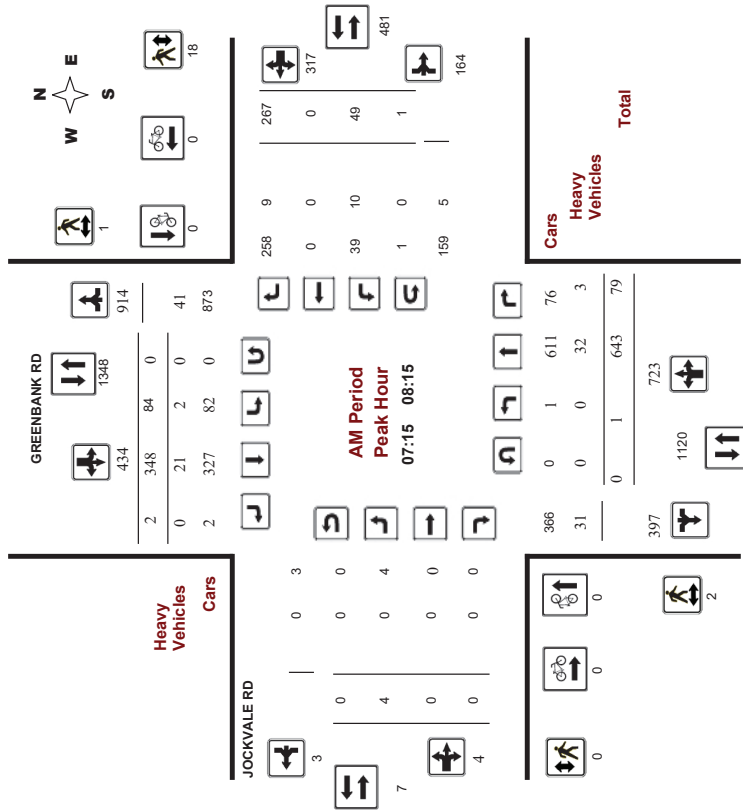 N
W E
S
GREENBANK RD
1348
434
914
1
18
0
0
2 348 84 0
0 21 2 0 41
2 327 82 0 873
Heavy
Vehicles
Cars
481
317
164
258 9 267
0 0 0
39 10 49
1 0 1
159 5
AM Period
Peak Hour
07:15 08:15
JOCKVALE RD
0 3
0 0 0
4 0 4
0 0 0
0 0 0
3
7
4
Cars
Heavy
Vehicles
Total
366 0 1 611 76
31 0 0 32 3
0 1 643 79
397
723
1120
0
0
0
2